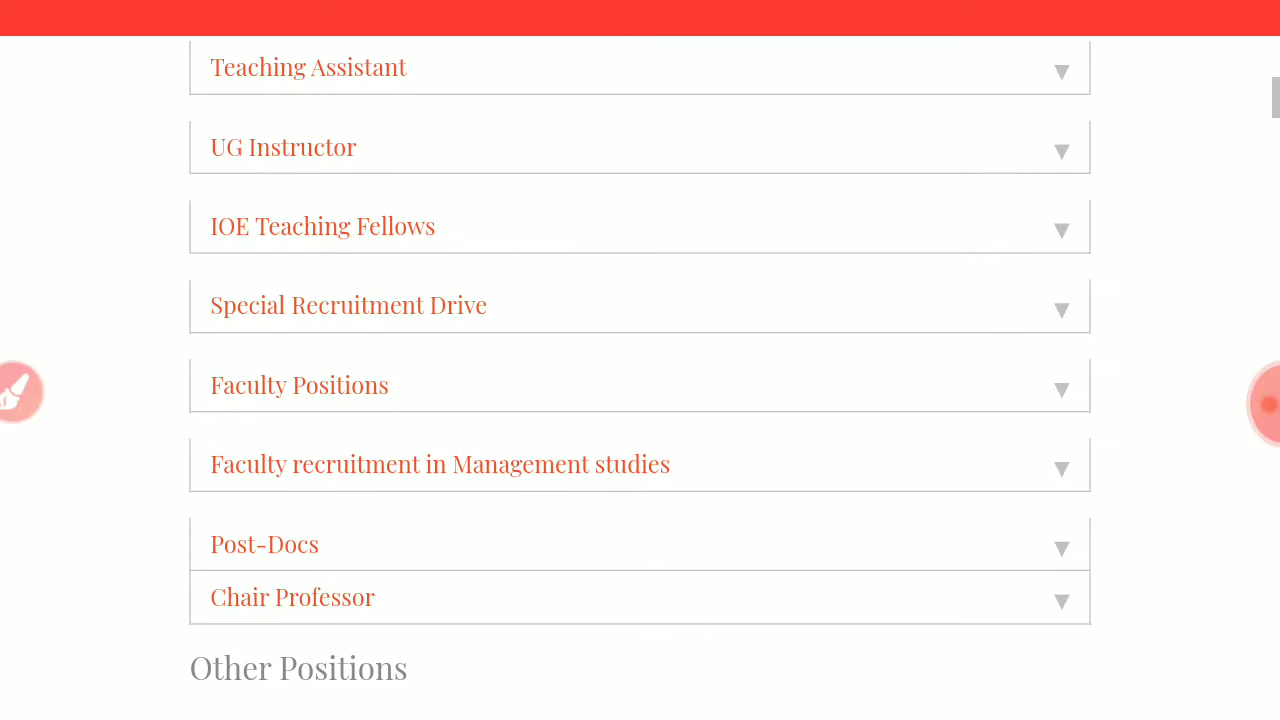 Teaching Assistant
UG Instructor
IOE Teaching Fellows
Special Recruitment Drive
Faculty Positions
Faculty recruitment in Management studies
Post-Docs
Chair Professor
Other Positions